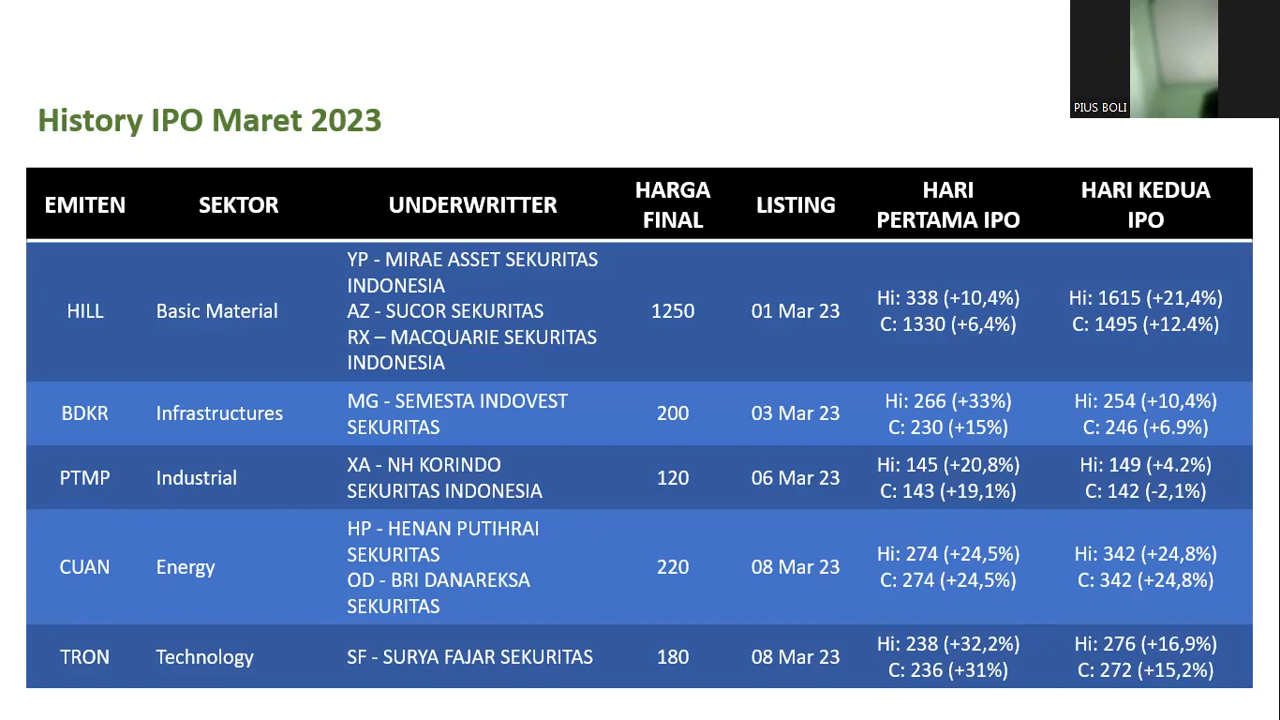 PIUS BOLI
History IPO Maret 2023
EMITEN
SEKTOR
UNDERWRITTER
HARGA
FINAL
LISTING
HARI
PERTAMA IPO
HARI KEDUA
IPO
HILL
Basic Material
YP - MIRAE ASSET SEKURITAS
INDONESIA
AZ - SUCOR SEKURITAS
RX – MACQUARIE SEKURITAS
INDONESIA
1250
01 Mar 23
Hi: 338 (+10,4%)
C: 1330 (+6,4%)
Hi: 1615 (+21,4%)
C: 1495 (+12.4%)
BDKR
Infrastructures
MG - SEMESTA INDOVEST
SEKURITAS
200
03 Mar 23
Hi: 266 (+33%)
C: 230 (+15%)
Hi: 254 (+10,4%)
C: 246 (+6.9%)
PTMP
Industrial
XA - NH KORINDO
SEKURITAS INDONESIA
120
06 Mar 23
Hi: 145 (+20,8%)
C: 143 (+19,1%)
Hi: 149 (+4.2%)
C: 142 (-2,1%)
CUAN
Energy
HP - HENAN PUTIHRAI
SEKURITAS
OD - BRI DANAREKSA
SEKURITAS
220
08 Mar 23
Hi: 274 (+24,5%)
C: 274 (+24,5%)
Hi: 342 (+24,8%)
C: 342 (+24,8%)
TRON
Technology
SF - SURYA FAJAR SEKURITAS
180
08 Mar 23
Hi: 238 (+32,2%)
C: 236 (+31%)
Hi: 276 (+16,9%)
C: 272 (+15,2%)